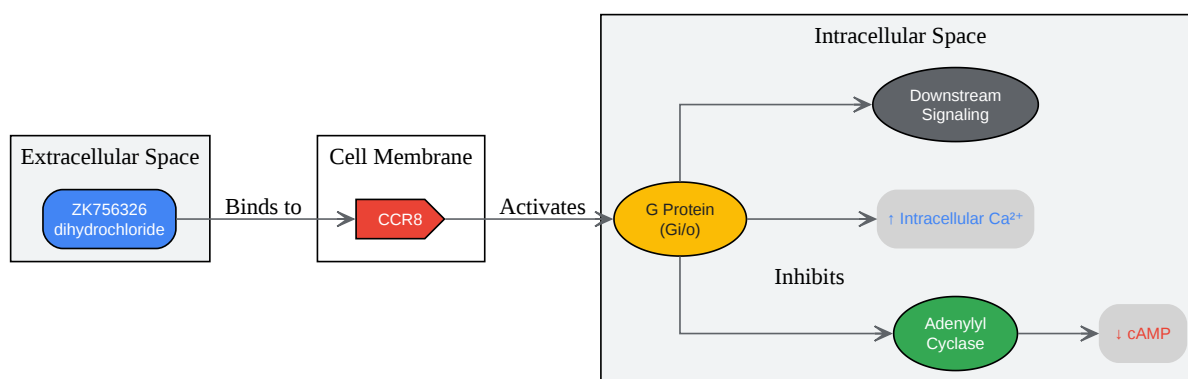 Intracellular Space
Downstream
Signaling
Extracellular Space
Cell Membrane
ZK756326
dihydrochloride
Binds to
CCR8
Activates
G Protein
(Gi/o)
↑ Intracellular Ca²⁺
Inhibits
Adenylyl
Cyclase
↓ cAMP